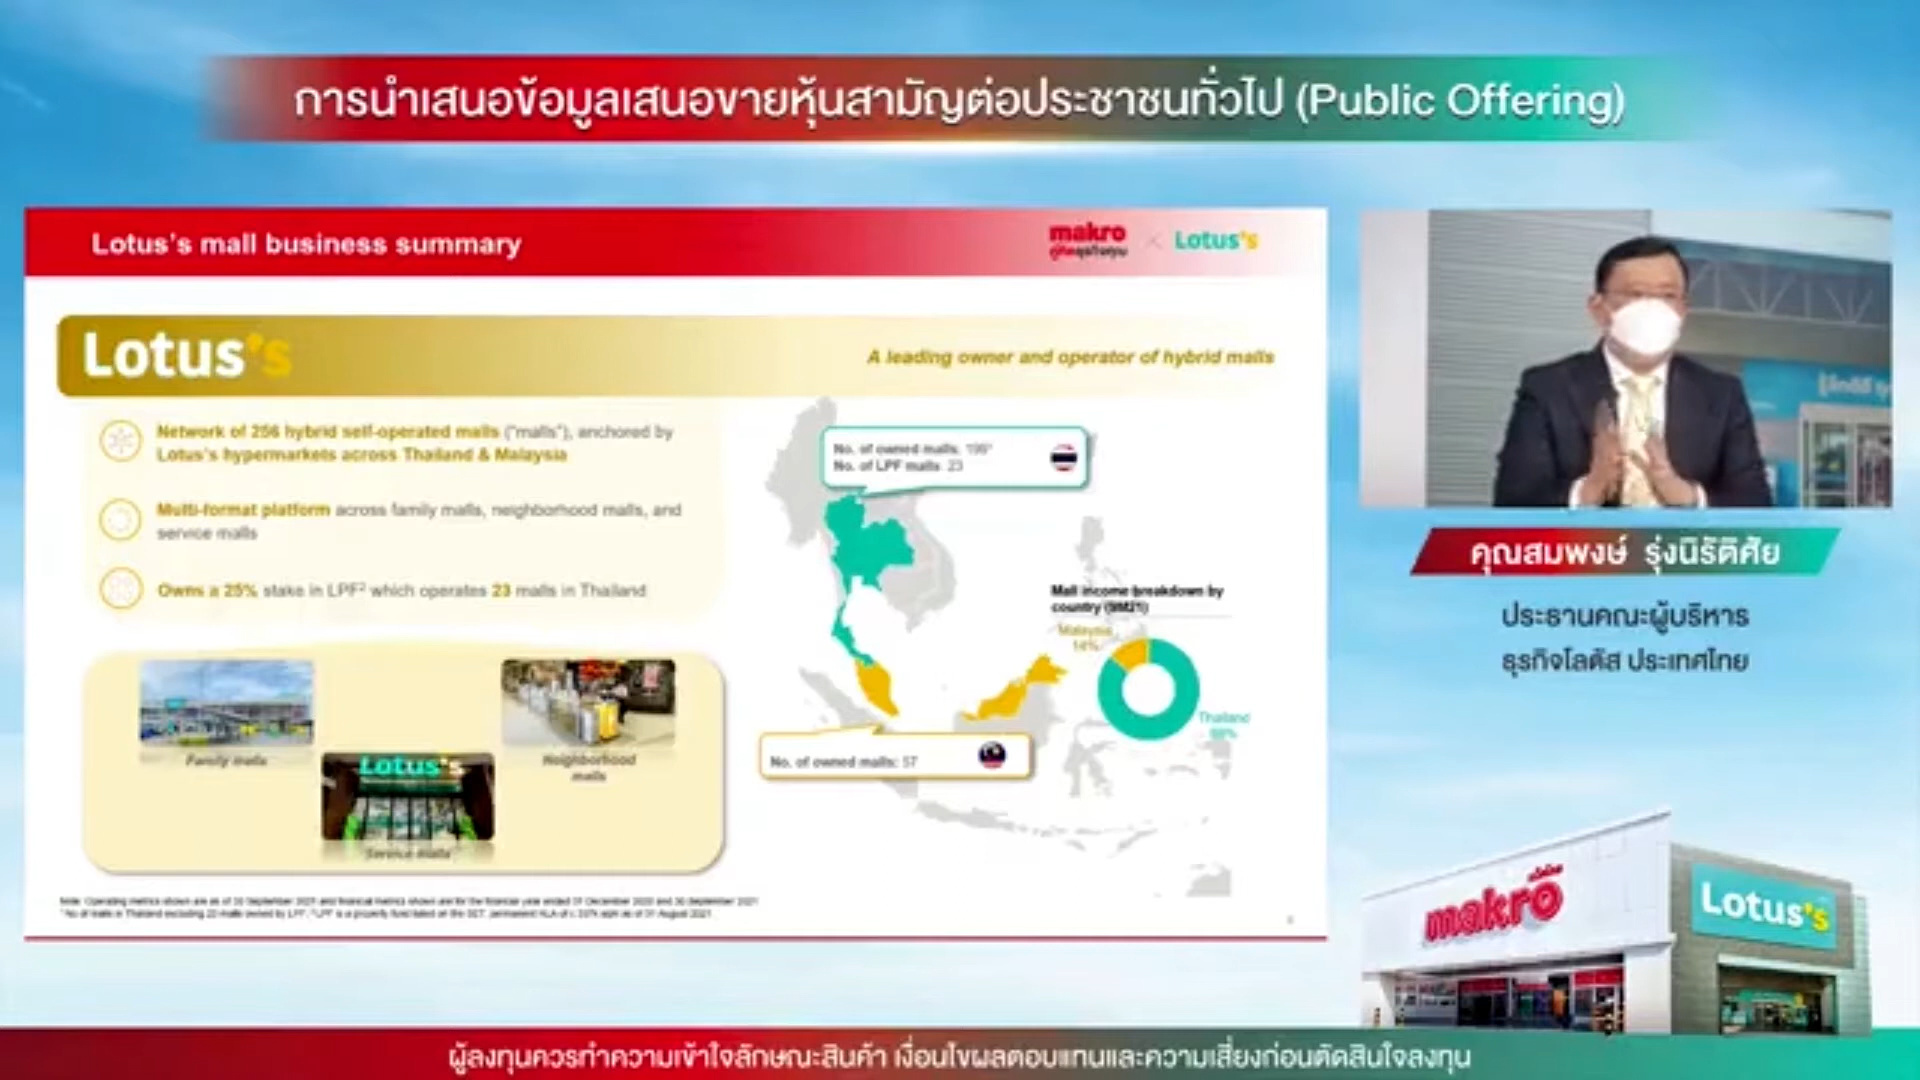 การนำเสนอข้อมูลเสนอขายหุ้นสามัญต่อประชาชนทั่วไป (Public Offering)
Lotus's mall business summary
makro
Lotus's
Lotus's
A leading owner and operator of hybrid malls
Network of 256 hybrid self-operated malls ("malls"), anchored by
Lotus's hypermarkets across Thailand & Malaysia
Multi-format platform across family malls, neighborhood malls, and
service malls
Owns a 25% stake in LPF² which operates 23 malls in Thailand
No. of owned malls:
No. of LPF malls: 23
Mall income breakdown by
country (9M21)
Malaysia
14%
Thailand
No. of owned malls: 57
Family malls
Neighborhood
malls
Lotus's
Service malls
คุณสมพงษ์ รุ่งนิรัติศัย
ประธานคณะผู้บริหาร
ธุรกิจโลตัส ประเทศไทย
makro
Lotus's
ผู้ลงทุนควรทำความเข้าใจลักษณะสินค้า เงื่อนไขผลตอบแทนและความเสี่ยงก่อนตัดสินใจลงทุน